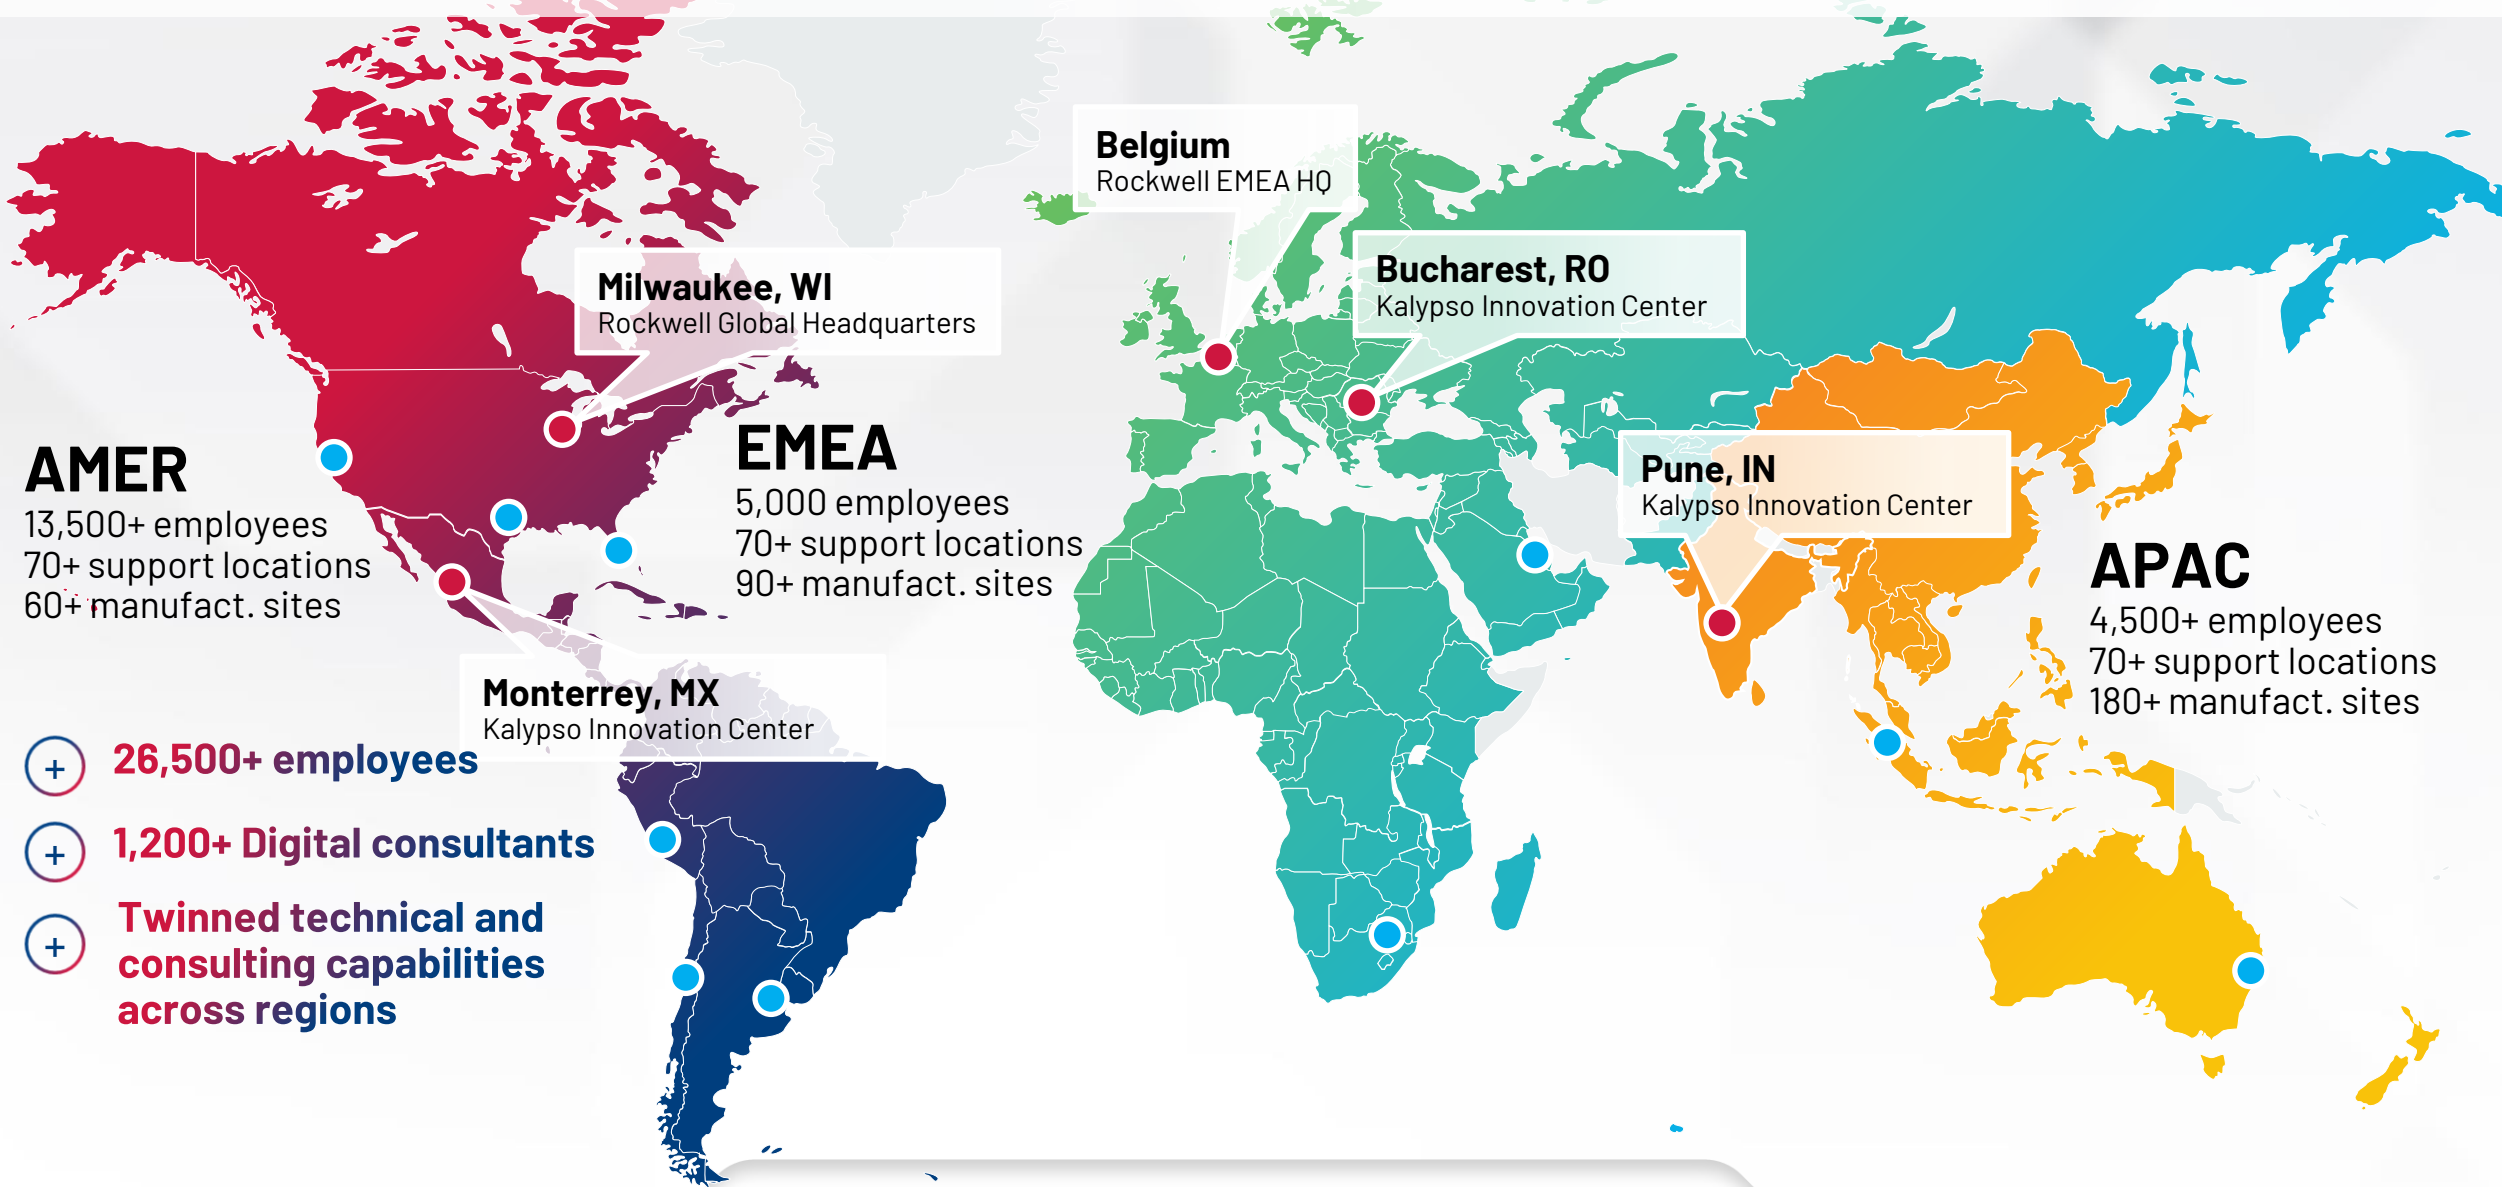 Belgium
Rockwell EMEA HQ
Milwaukee, WI
Rockwell Global Headquarters
Bucharest, RO
Kalypso Innovation Center
Pune, IN
Kalypso Innovation Center
Monterrey, MX
Kalypso Innovation Center
AMER
13,500+ employees
70+ support locations
60+ manufact. sites
EMEA
5,000 employees
70+ support locations
90+ manufact. sites
APAC
4,500+ employees
70+ support locations
180+ manufact. sites
+ 26,500+ employees
+ 1,200+ Digital consultants
+ Twinned technical and
consulting capabilities
across regions